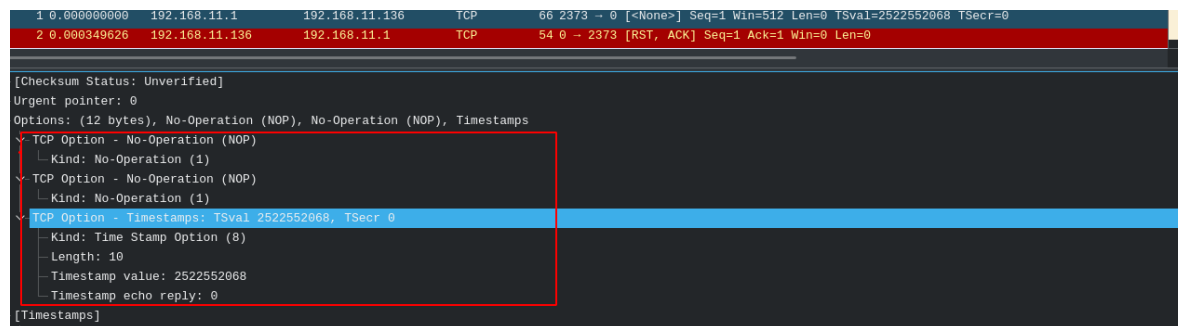 1 0.000000000 192.168.11.1 192.168.11.136 TCP 66 2373 → 0 [<None>] Seq=1 Win=512 Len=0 TSval=2522552068 TSecr=0
2 0.000349626 192.168.11.136 192.168.11.1 TCP 54 0 → 2373 [RST, ACK] Seq=1 Ack=1 Win=0 Len=0
[Checksum Status: Unverified]
Urgent pointer: 0
Options: (12 bytes), No-Operation (NOP), No-Operation (NOP), Timestamps
TCP Option - No-Operation (NOP)
Kind: No-Operation (1)
TCP Option - No-Operation (NOP)
Kind: No-Operation (1)
TCP Option - Timestamps: TSval 2522552068, TSecr 0
Kind: Time Stamp Option (8)
Length: 10
Timestamp value: 2522552068
Timestamp echo reply: 0
[Timestamps]